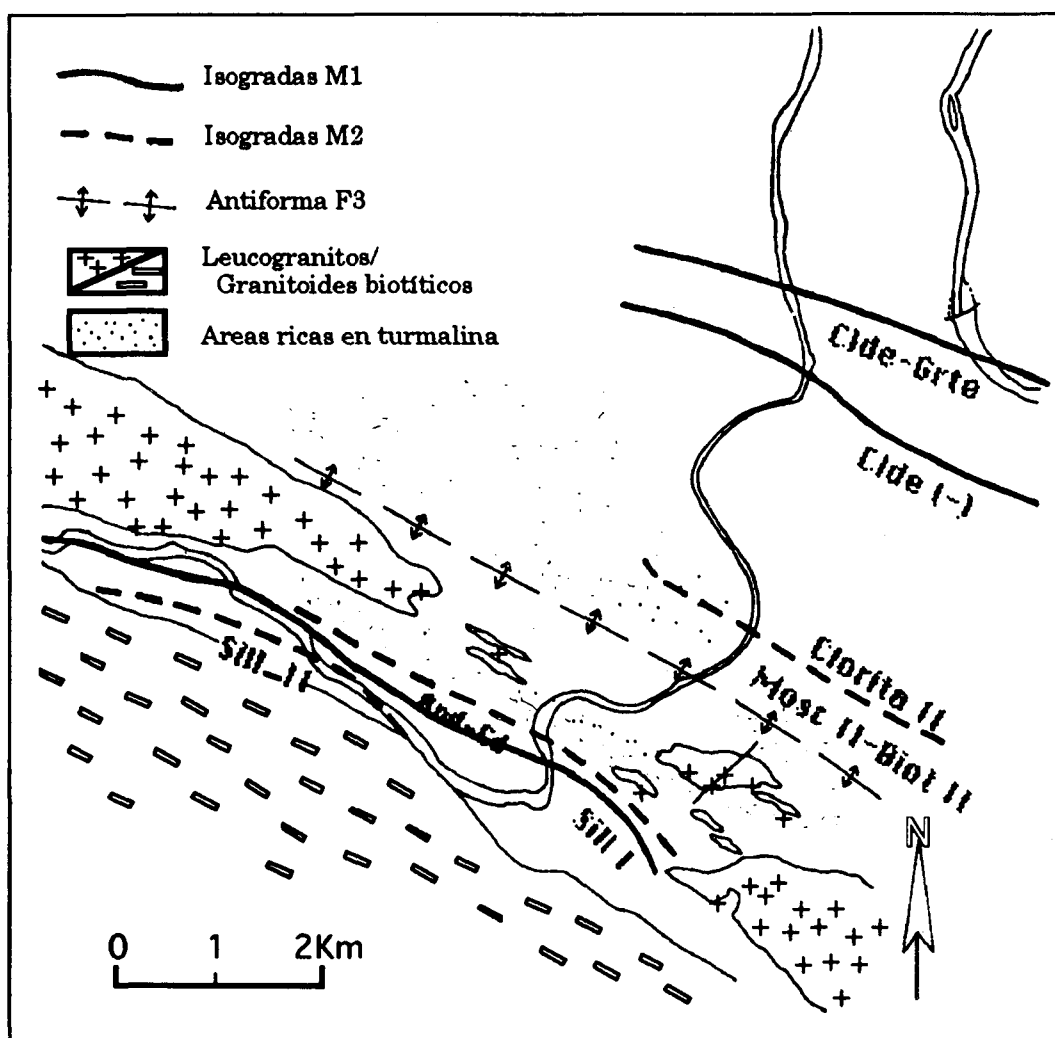 Isogradas M1
Isogradas M2
Antiforma F3
Leucogranitos/
Granitoides biotíticos
Areas ricas en turmalina
Clde-Grte
Clde (-)
Clorita II
Mosc II-Biot II
Sill II
And-Cd
Sill I
N
0 1 2Km